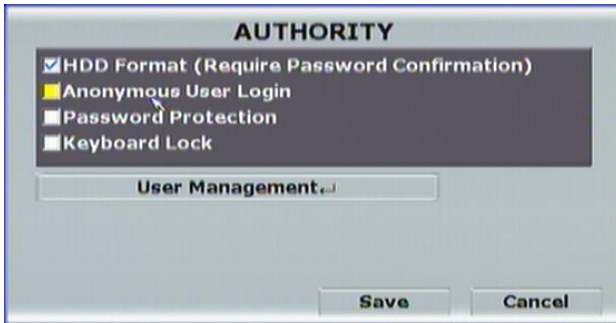 AUTHORITY
HDD Format (Require Password Confirmation)
Anonymous User Login
Password Protection
Keyboard Lock
User Management↵
Save Cancel